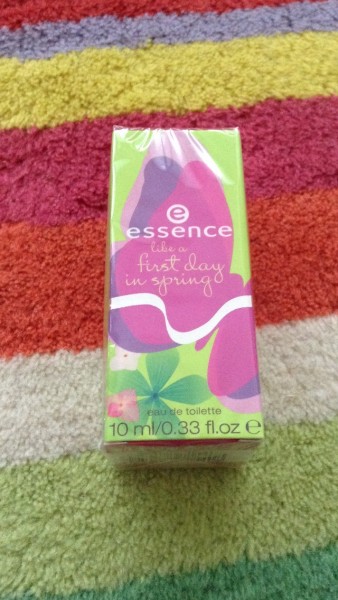 e
essence
like a
first day
in spring
eau de toilette
10 ml/0.33 fl.oz ℮